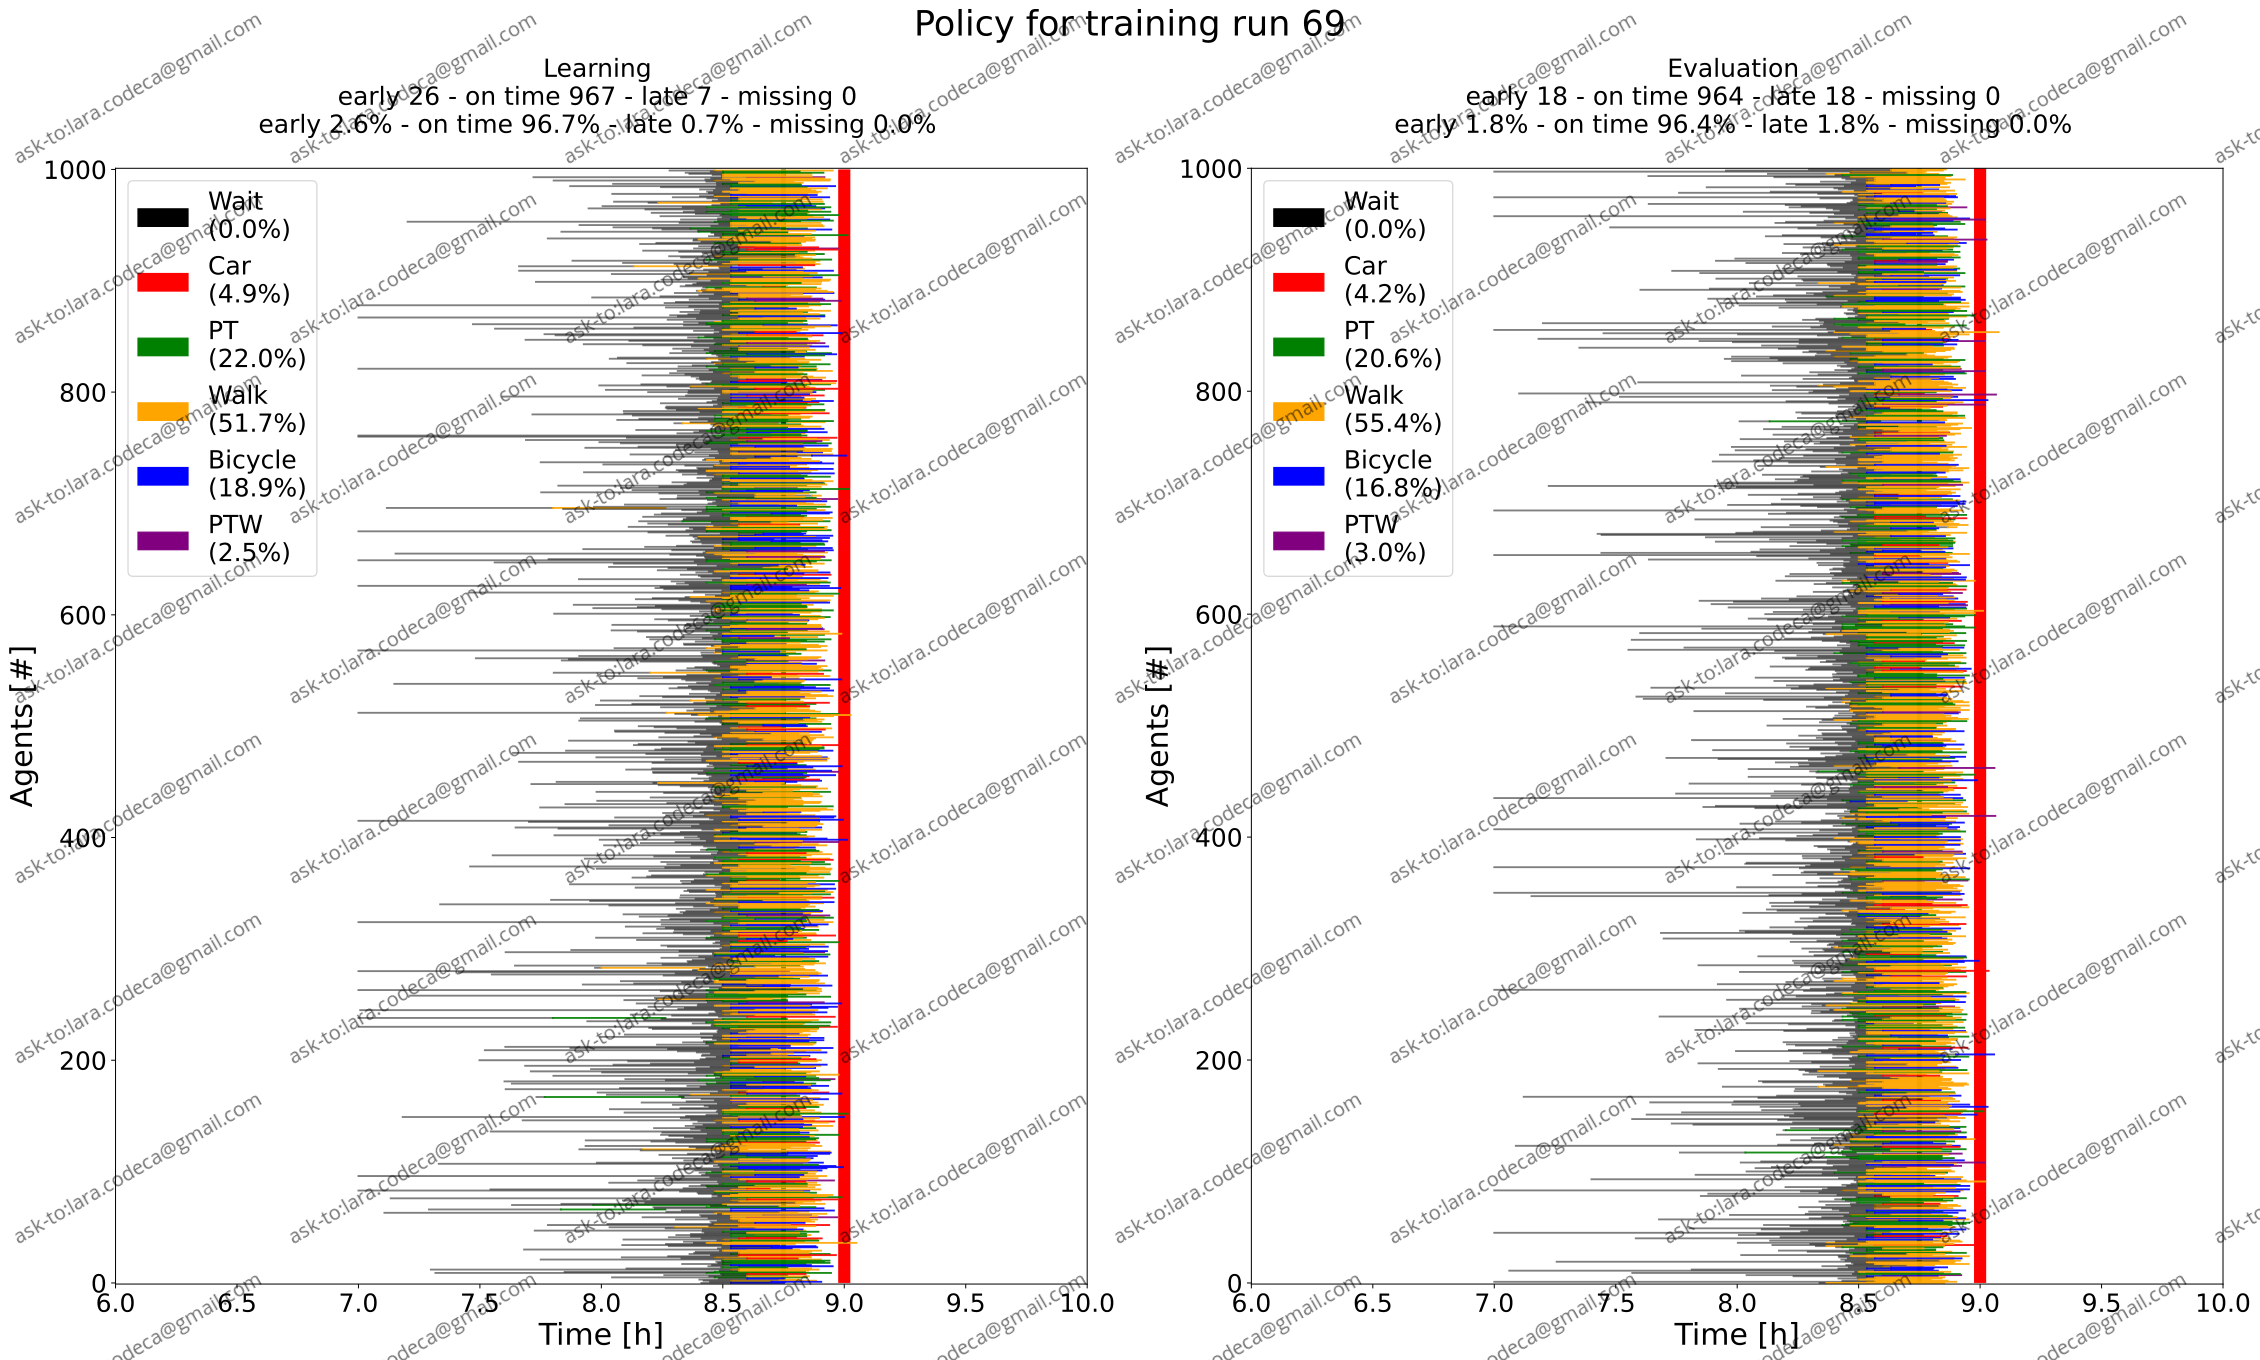 Policy for training run 69
Learning
early 26 - on time 967 - late 7 - missing 0
early 2.6% - on time 96.7% - late 0.7% - missing 0.0%
1000
800
600
400
200
0
Agents [#]
Wait
(0.0%)
Car
(4.9%)
PT
(22.0%)
Walk
(51.7%)
Bicycle
(18.9%)
PTW
(2.5%)
6.0 6.5 7.0 7.5 8.0 8.5 9.0 9.5 10.0
Time [h]
Evaluation
early 18 - on time 964 - late 18 - missing 0
early 1.8% - on time 96.4% - late 1.8% - missing 0.0%
1000
800
600
400
200
0
Agents [#]
Wait
(0.0%)
Car
(4.2%)
PT
(20.6%)
Walk
(55.4%)
Bicycle
(16.8%)
PTW
(3.0%)
6.0 6.5 7.0 7.5 8.0 8.5 9.0 9.5 10.0
Time [h]
ask-to:lara.codeca@gmail.com